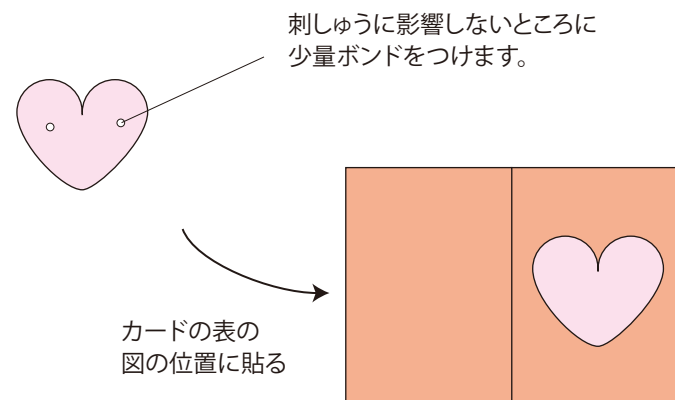 刺しゅうに影響しないところに
少量ボンドをつけます。
カードの表の
図の位置に貼る